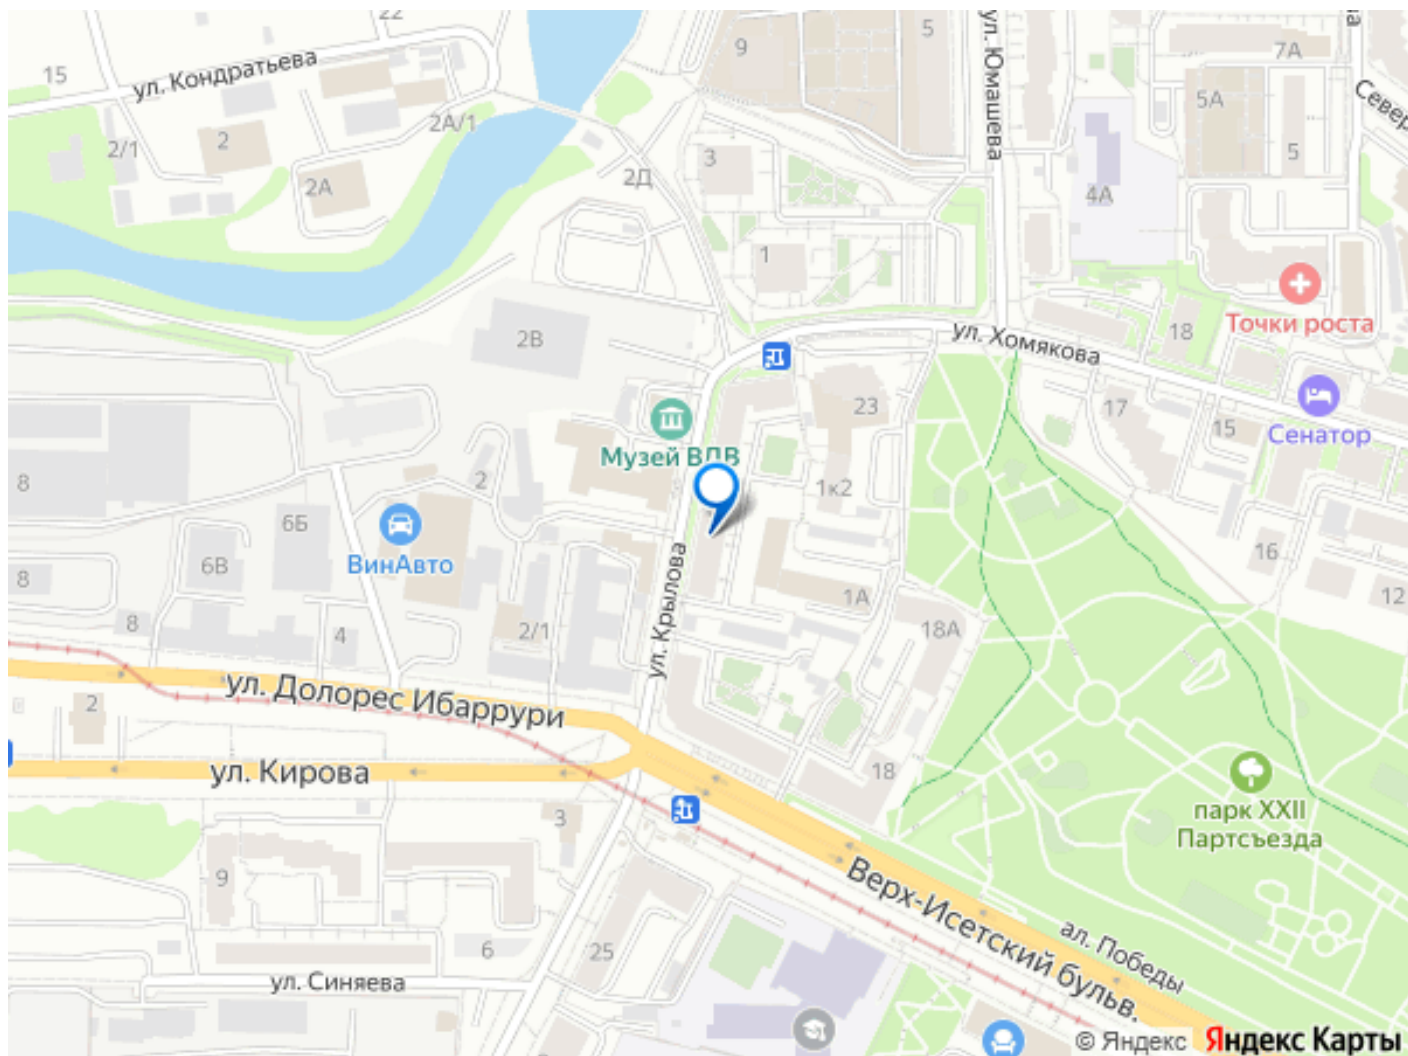 22
15
ул. Кондратьева
2/1
2
2А/1
2А
2Д
9
5
ул. Юмашева
7А
5А
5
Север
4А
3
1
Точки роста
18
ул. Хомякова
2В
23
17
15
Сенатор
Музей ВДВ
1к2
8
2
6Б
ВинАвто
6В
8
16
12
8
4
2/1
ул. Крылова
1А
18А
2
ул. Долорес Ибаррури
ул. Кирова
18
парк XXII
Партсъезда
3
9
Верх-Исетский бульв.
ал. Победы
6
25
ул. Синяева
© Яндекс Яндекс Карты